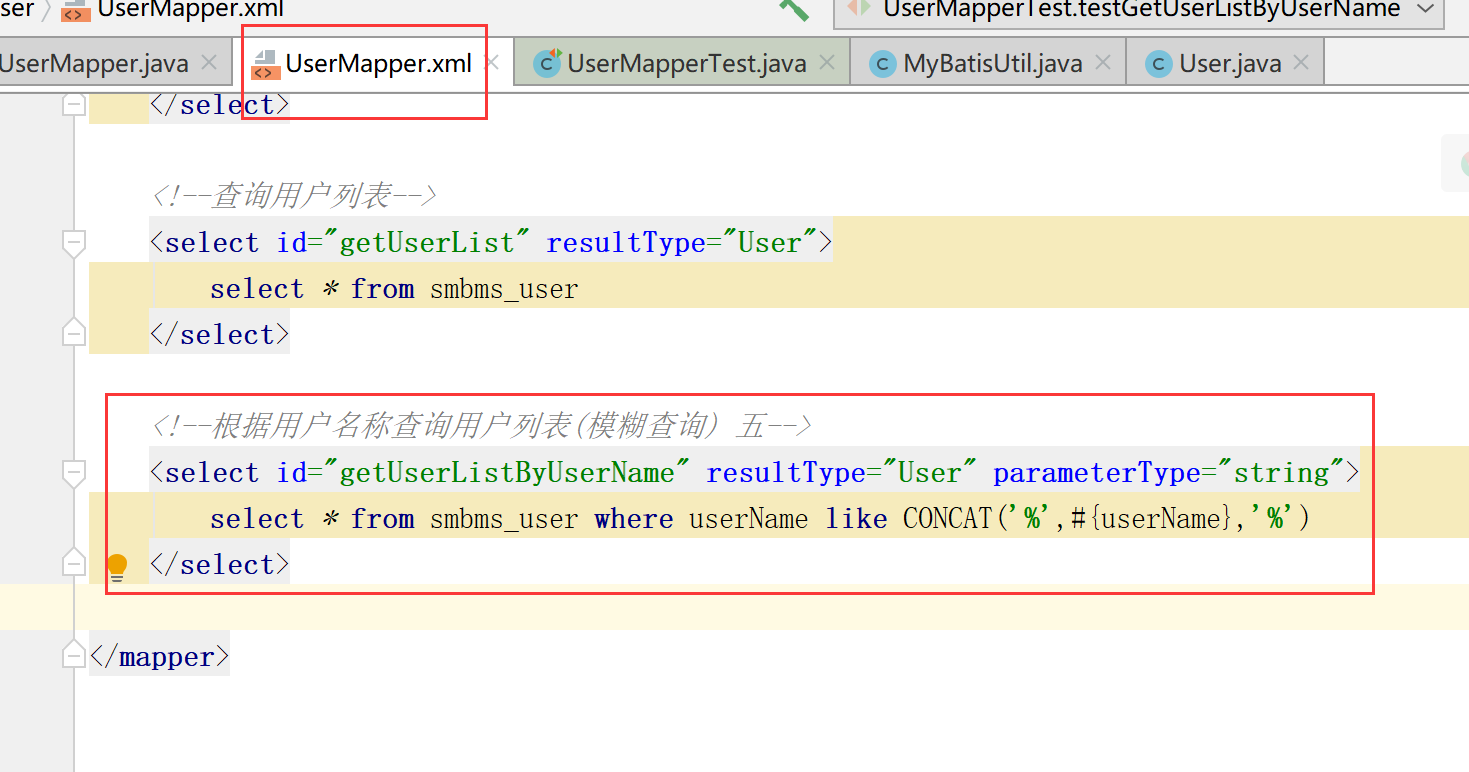 ser UserMapper.xml UserMapperTest.testGetUserListByUserName
UserMapper.java UserMapper.xml UserMapperTest.java MyBatisUtil.java User.java
</select>
<!--查询用户列表-->
<select id="getUserList" resultType="User">
select * from smbms_user
</select>
<!--根据用户名称查询用户列表(模糊查询) 五-->
<select id="getUserListByUserName" resultType="User" parameterType="string">
select * from smbms_user where userName like CONCAT('%',#{userName},'%')
</select>
</mapper>